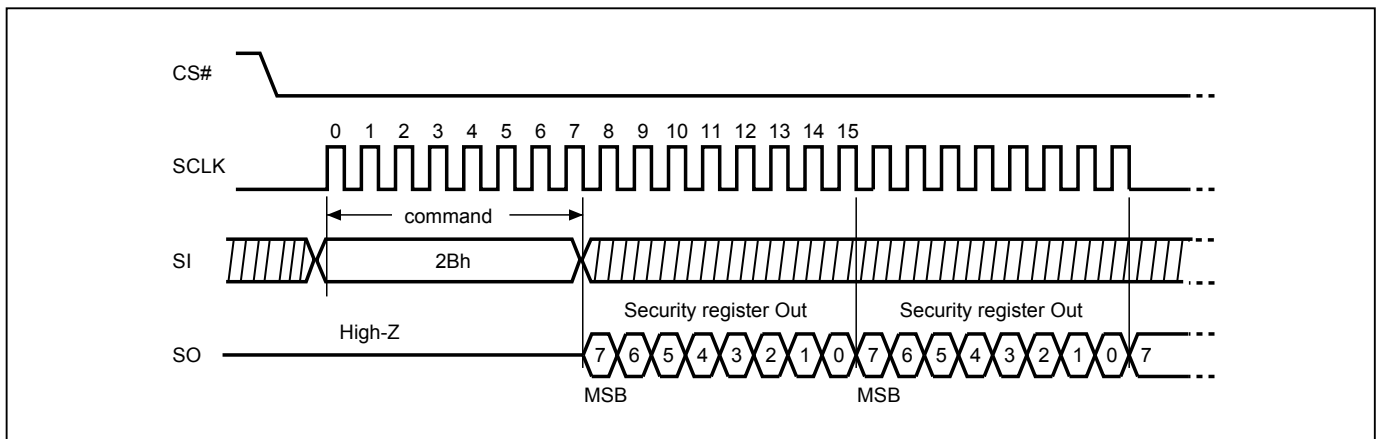 CS#
0 1 2 3 4 5 6 7 8 9 10 11 12 13 14 15
SCLK
command
SI
2Bh
Security register Out Security register Out
High-Z
SO
7 6 5 4 3 2 1 0 7 6 5 4 3 2 1 0 7
MSB MSB